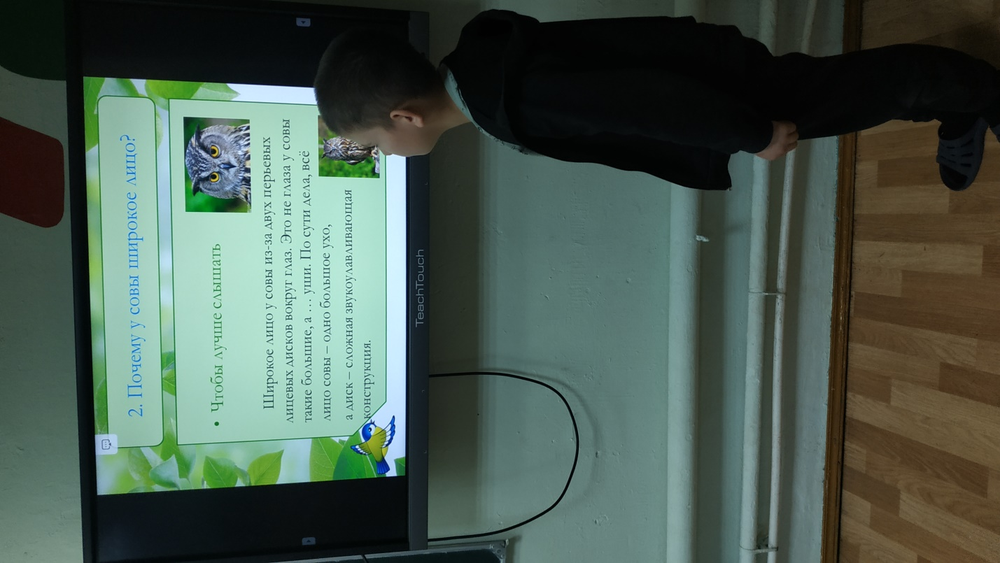 2. Почему у совы широкое лицо?
• Чтобы лучше слышать
Широкое лицо у совы из-за двух перьевых
лицевых дисков вокруг глаз. Это не глаза у совы
такие большие, а … уши. По сути дела, всё
лицо совы – одно большое ухо,
а диск – сложная звукоулавливающая
конструкция.
TeachTouch